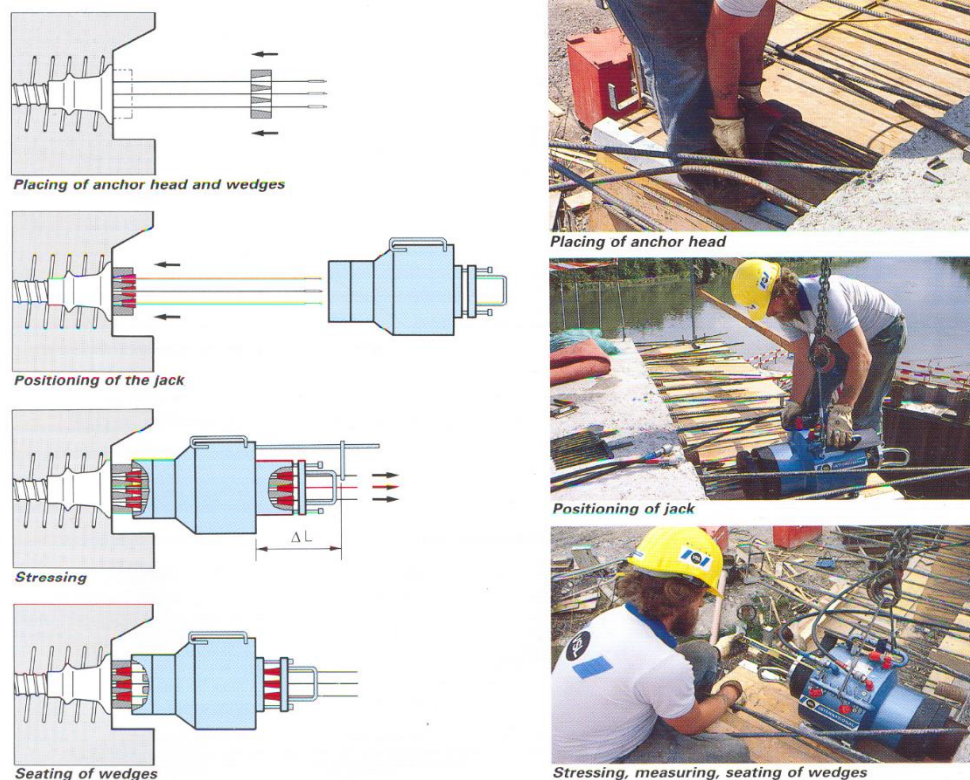 Placing of anchor head and wedges
Positioning of the jack
ΔL
Stressing
Seating of wedges
Placing of anchor head
Positioning of jack
INTERNATIONAL
Stressing, measuring, seating of wedges